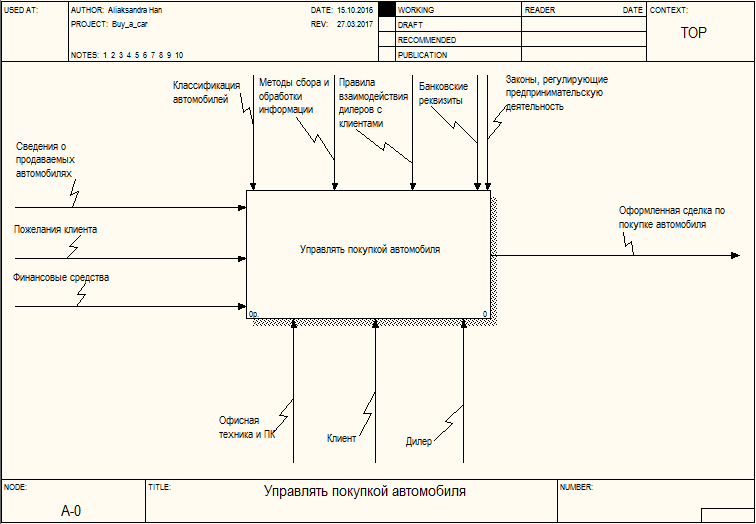 USED AT:
AUTHOR: Aliaksandra Han
DATE: 15.10.2016
WORKING
READER
DATE
CONTEXT:
PROJECT: Buy_a_car
REV: 27.03.2017
DRAFT
TOP
RECOMMENDED
NOTES: 1 2 3 4 5 6 7 8 9 10
PUBLICATION
Классификация
автомобилей
Методы сбора и
обработки
информации
Правила
взаимодействия
дилеров с
клиентами
Банковские
реквизиты
Законы, регулирующие
предпринимательскую
деятельность
Сведения о
продаваемых
автомобилях
Пожелания клиента
Финансовые средства
Управлять покупкой автомобиля
0р.
0
Оформленная сделка по
покупке автомобиля
Офисная
техника и ПК
Клиент
Дилер
NODE:
A-0
TITLE:
Управлять покупкой автомобиля
NUMBER: